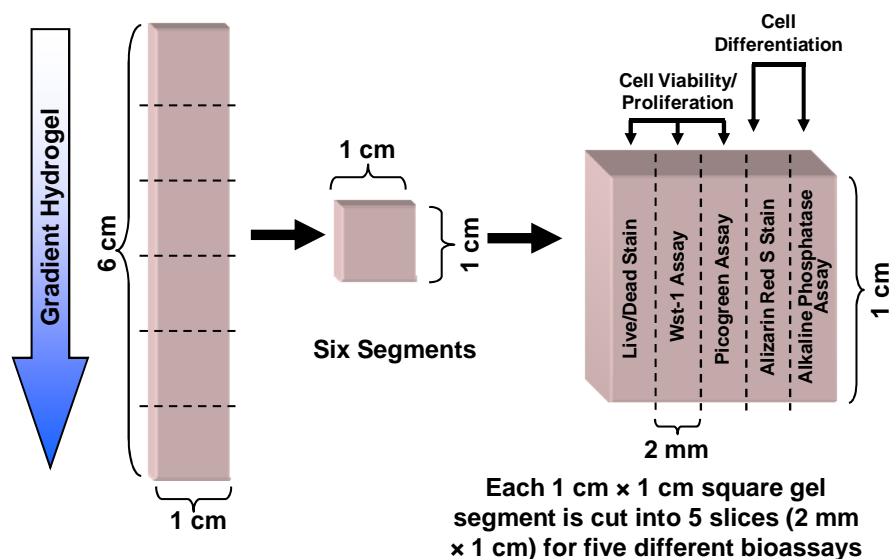 Gradient Hydrogel
6 cm
1 cm
1 cm
1 cm
Six Segments
Cell
Differentiation
Cell Viability/
Proliferation
Live/Dead Stain
Wst-1 Assay
Picogreen Assay
Alizarin Red S Stain
Alkaline Phosphatase
Assay
1 cm
2 mm
Each 1 cm × 1 cm square gel
segment is cut into 5 slices (2 mm
× 1 cm) for five different bioassays